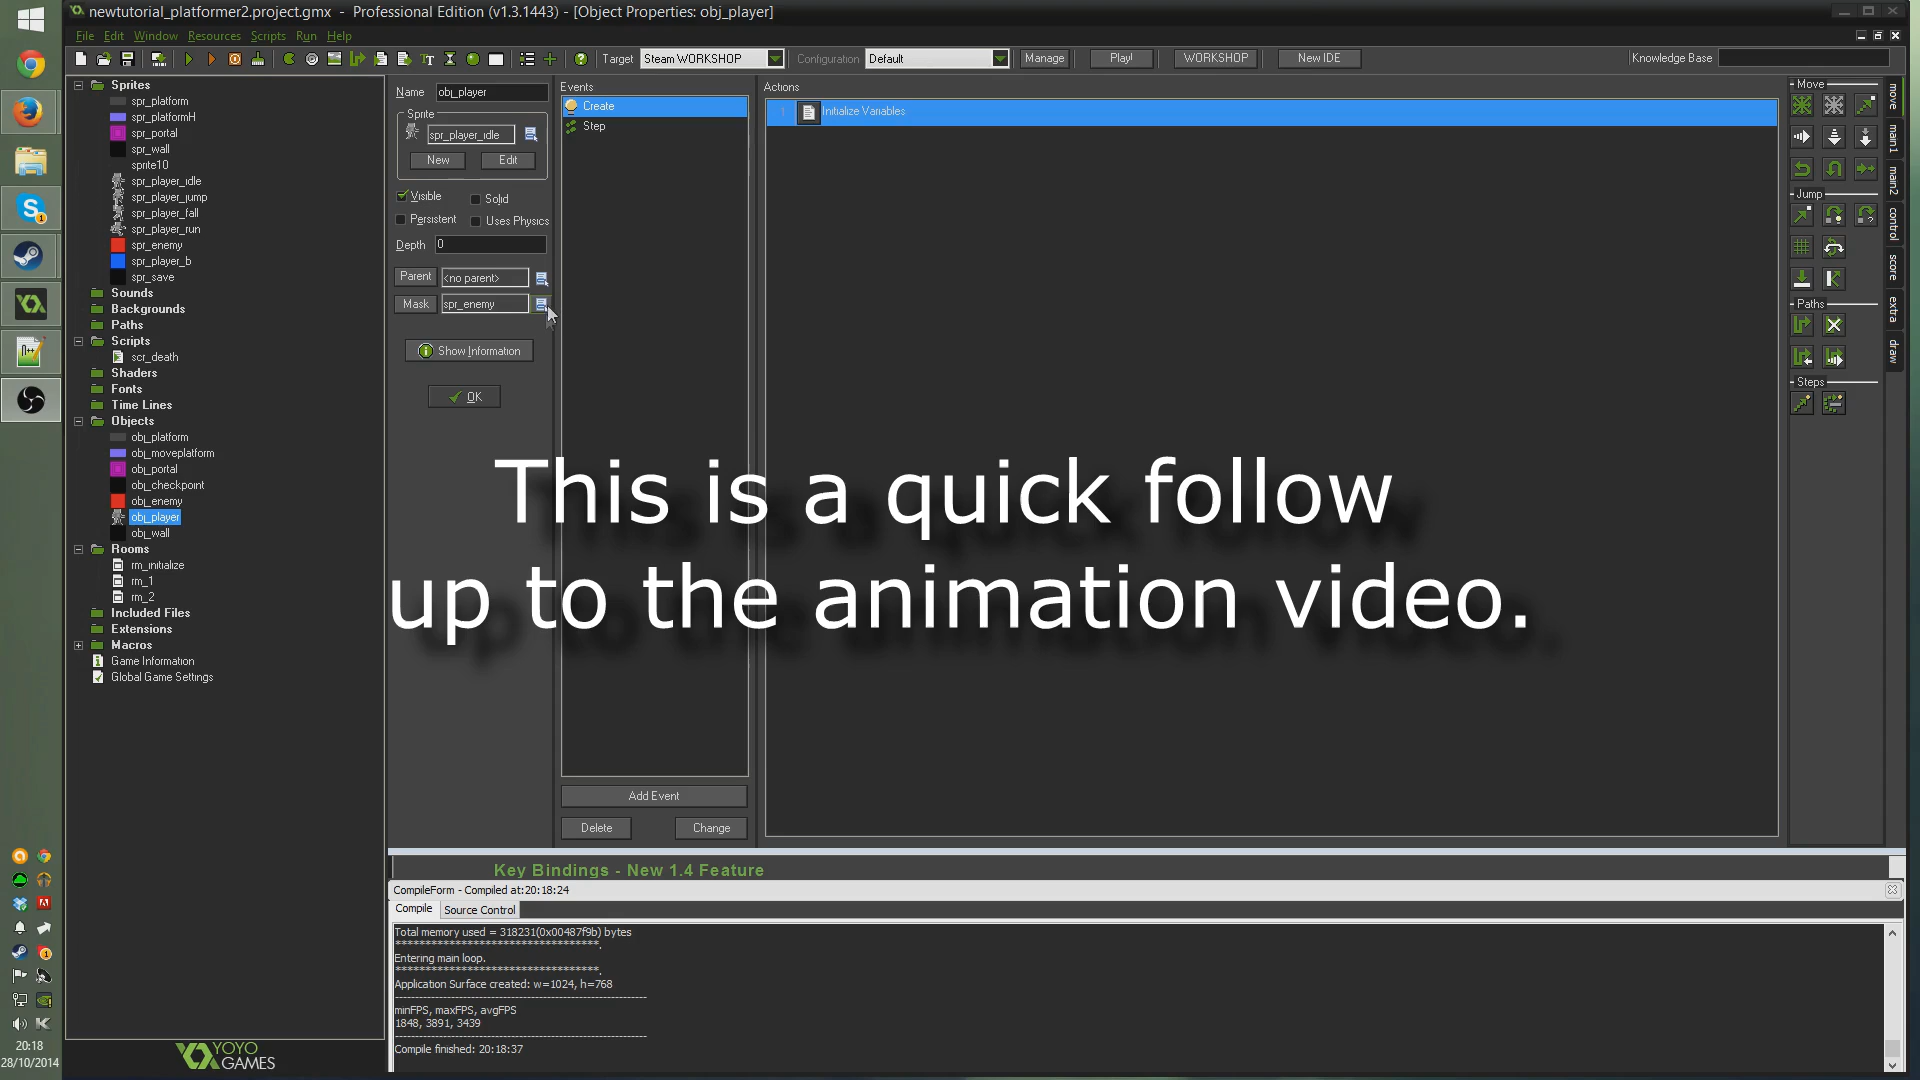 newtutorial_platformer2.project.gmx - Professional Edition (v1.3.1443) - [Object Properties: obj_player]
File Edit Window Resources Scripts Run Help
Target Steam WORKSHOP Configuration Default Manage Play! WORKSHOP New IDE Knowledge Base
Sprites
spr_platform
spr_platformH
spr_portal
spr_wall
sprite10
spr_player_idle
spr_player_jump
spr_player_fall
spr_player_run
spr_enemy
spr_player_b
spr_save
Sounds
Backgrounds
Paths
Scripts
scr_death
Shaders
Fonts
Time Lines
Objects
obj_platform
obj_moveplatform
obj_portal
obj_checkpoint
obj_enemy
obj_player
obj_wall
Rooms
rm_initialize
rm_1
rm_2
Included Files
Extensions
Macros
Game Information
Global Game Settings
YOYO
GAMES
Name obj_player
Sprite
spr_player_idle
New Edit
Visible Solid
Persistent Uses Physics
Depth 0
Parent <no parent>
Mask spr_enemy
Show Information
OK
Events
Create
Step
Add Event
Delete Change
Actions
1 Initialize Variables
This is a quick follow
up to the animation video.
Move
Jump
Paths
Steps
move
main1
main2
control
score
extra
draw
Key Bindings - New 1.4 Feature
CompileForm - Compiled at:20:18:24
Compile Source Control
Total memory used = 318231(0x00487f9b) bytes
***********************************.
Entering main loop.
***********************************.
Application Surface created: w=1024, h=768
---------------------------------------------------------------
minFPS, maxFPS, avgFPS
1848, 3891, 3439
---------------------------------------------------------------
Compile finished: 20:18:37
20:18
28/10/2014